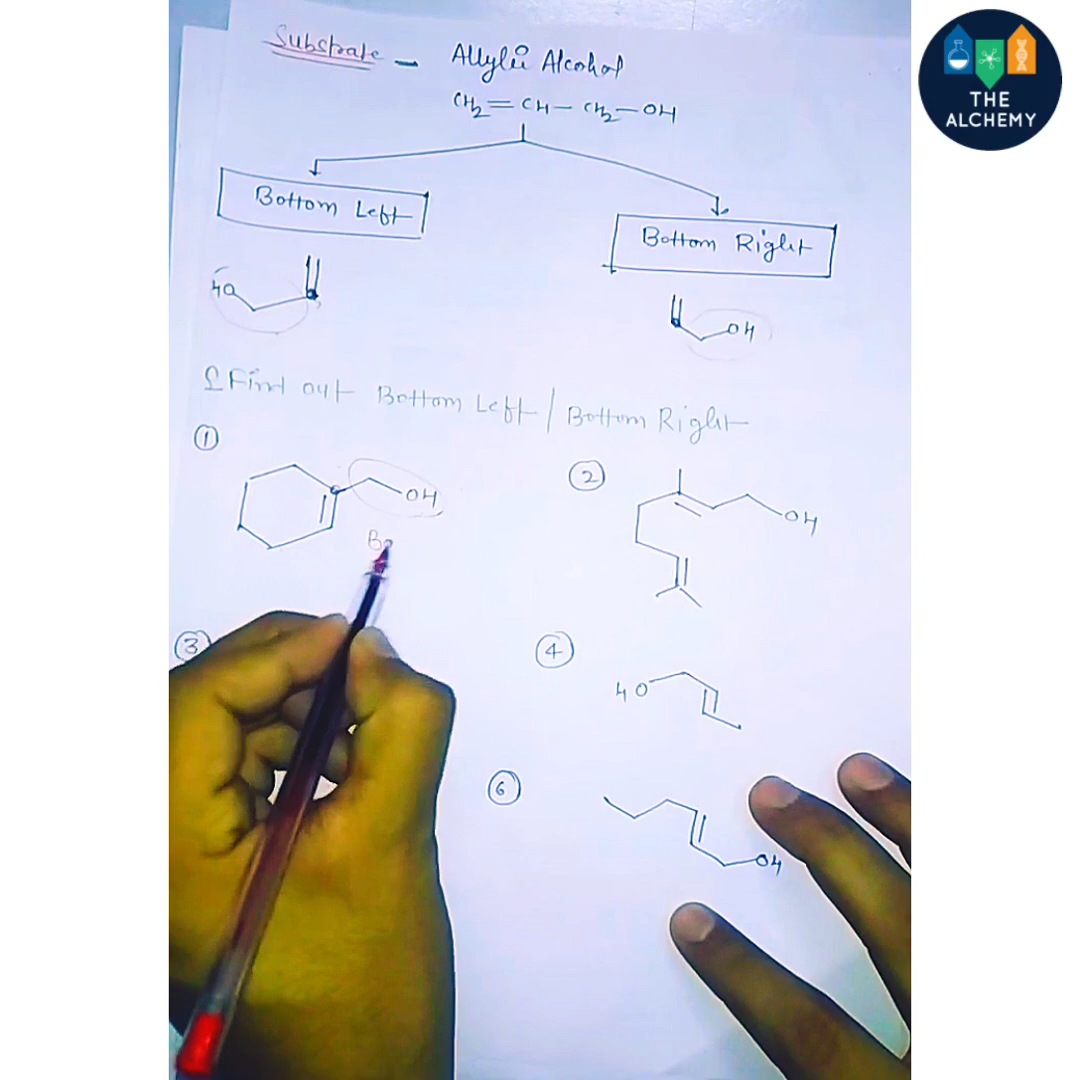 Substrate - Allylic Alcohol
CH2=CH-CH2-OH
THE
ALCHEMY
Bottom Left
Bottom Right
HO
OH
Find out Bottom Left / Bottom Right
①
OH
Bo
②
OH
③
④
HO
⑥
OH